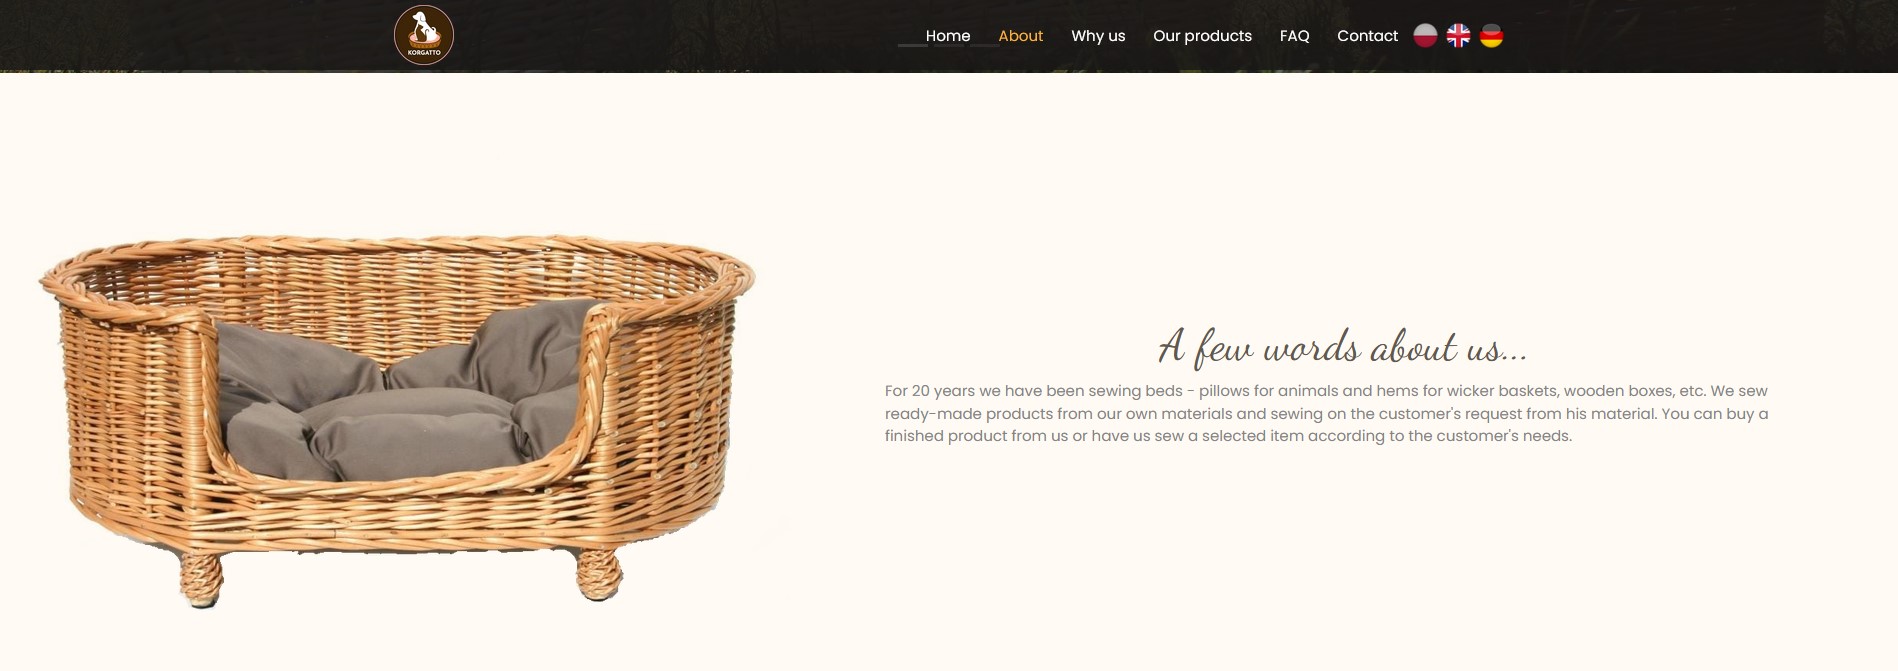 KORGATTO
Home About Why us Our products FAQ Contact
A few words about us...
For 20 years we have been sewing beds - pillows for animals and hems for wicker baskets, wooden boxes, etc. We sew
ready-made products from our own materials and sewing on the customer's request from his material. You can buy a
finished product from us or have us sew a selected item according to the customer's needs.